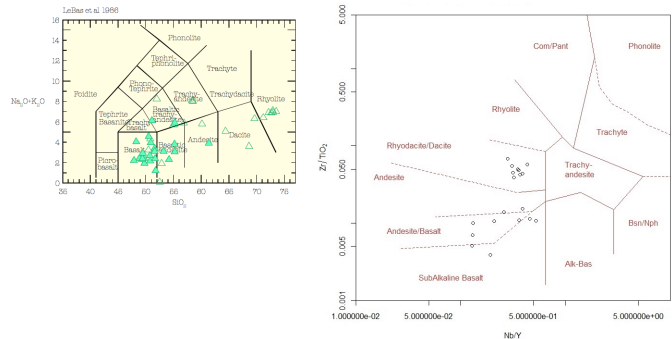 LeBas et al 1986
16
14
12
10
8
6
4
2
0
Na2O+K2O
Phonolite
Tephri-
phonolite
Trachyte
Phono-
Tephrite
Foidite
Trachy-
andesite
Trachydacite
Rhyolite
Tephrite
Basanite
Basaltic
trachy-
andesite
Trachy-
basalt
Dacite
Andesite
Basaltic
Basalt
Picro-
basalt
36 40 44 48 52 56 60 64 68 72 76
SiO2
5.000
0.500
0.050
0.005
0.001
Zr/TiO2
Com/Pant
Phonolite
Rhyolite
Trachyte
Rhyodacite/Dacite
Trachy-
andesite
Andesite
Andesite/Basalt
Bsn/Nph
Alk-Bas
SubAlkaline Basalt
1.000000e-02 5.000000e-02 5.000000e-01 5.000000e+00
Nb/Y